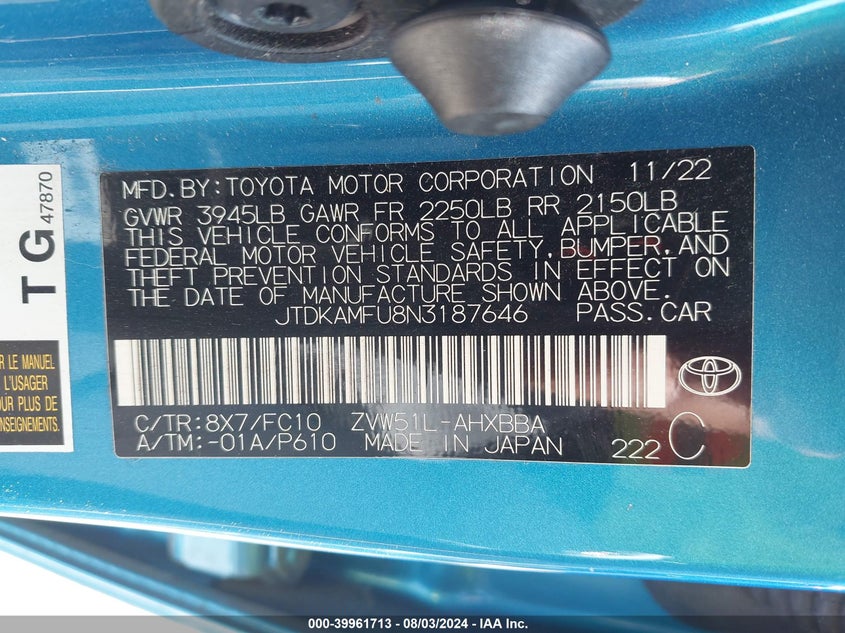 MFD. BY: TOYOTA MOTOR CORPORATION 11/22
GVWR 3945LB GAWR FR 2250LB RR 2150LB
THIS VEHICLE CONFORMS TO ALL APPLICABLE
FEDERAL MOTOR VEHICLE SAFETY, BUMPER, AND
THEFT PREVENTION STANDARDS IN EFFECT ON
THE DATE OF MANUFACTURE SHOWN ABOVE.
JTDKAMFU8N3187646 PASS.CAR
C/TR:8X7/FC10 ZVW51L-AHXBBA
A/TM:-01A/P610 MADE IN JAPAN 222 C
TG 47870
R LE MANUEL
L'USAGER
OUR PLUS DE
NSEIGNEMENTS.
000-39961713 - 08/03/2024 - IAA Inc.